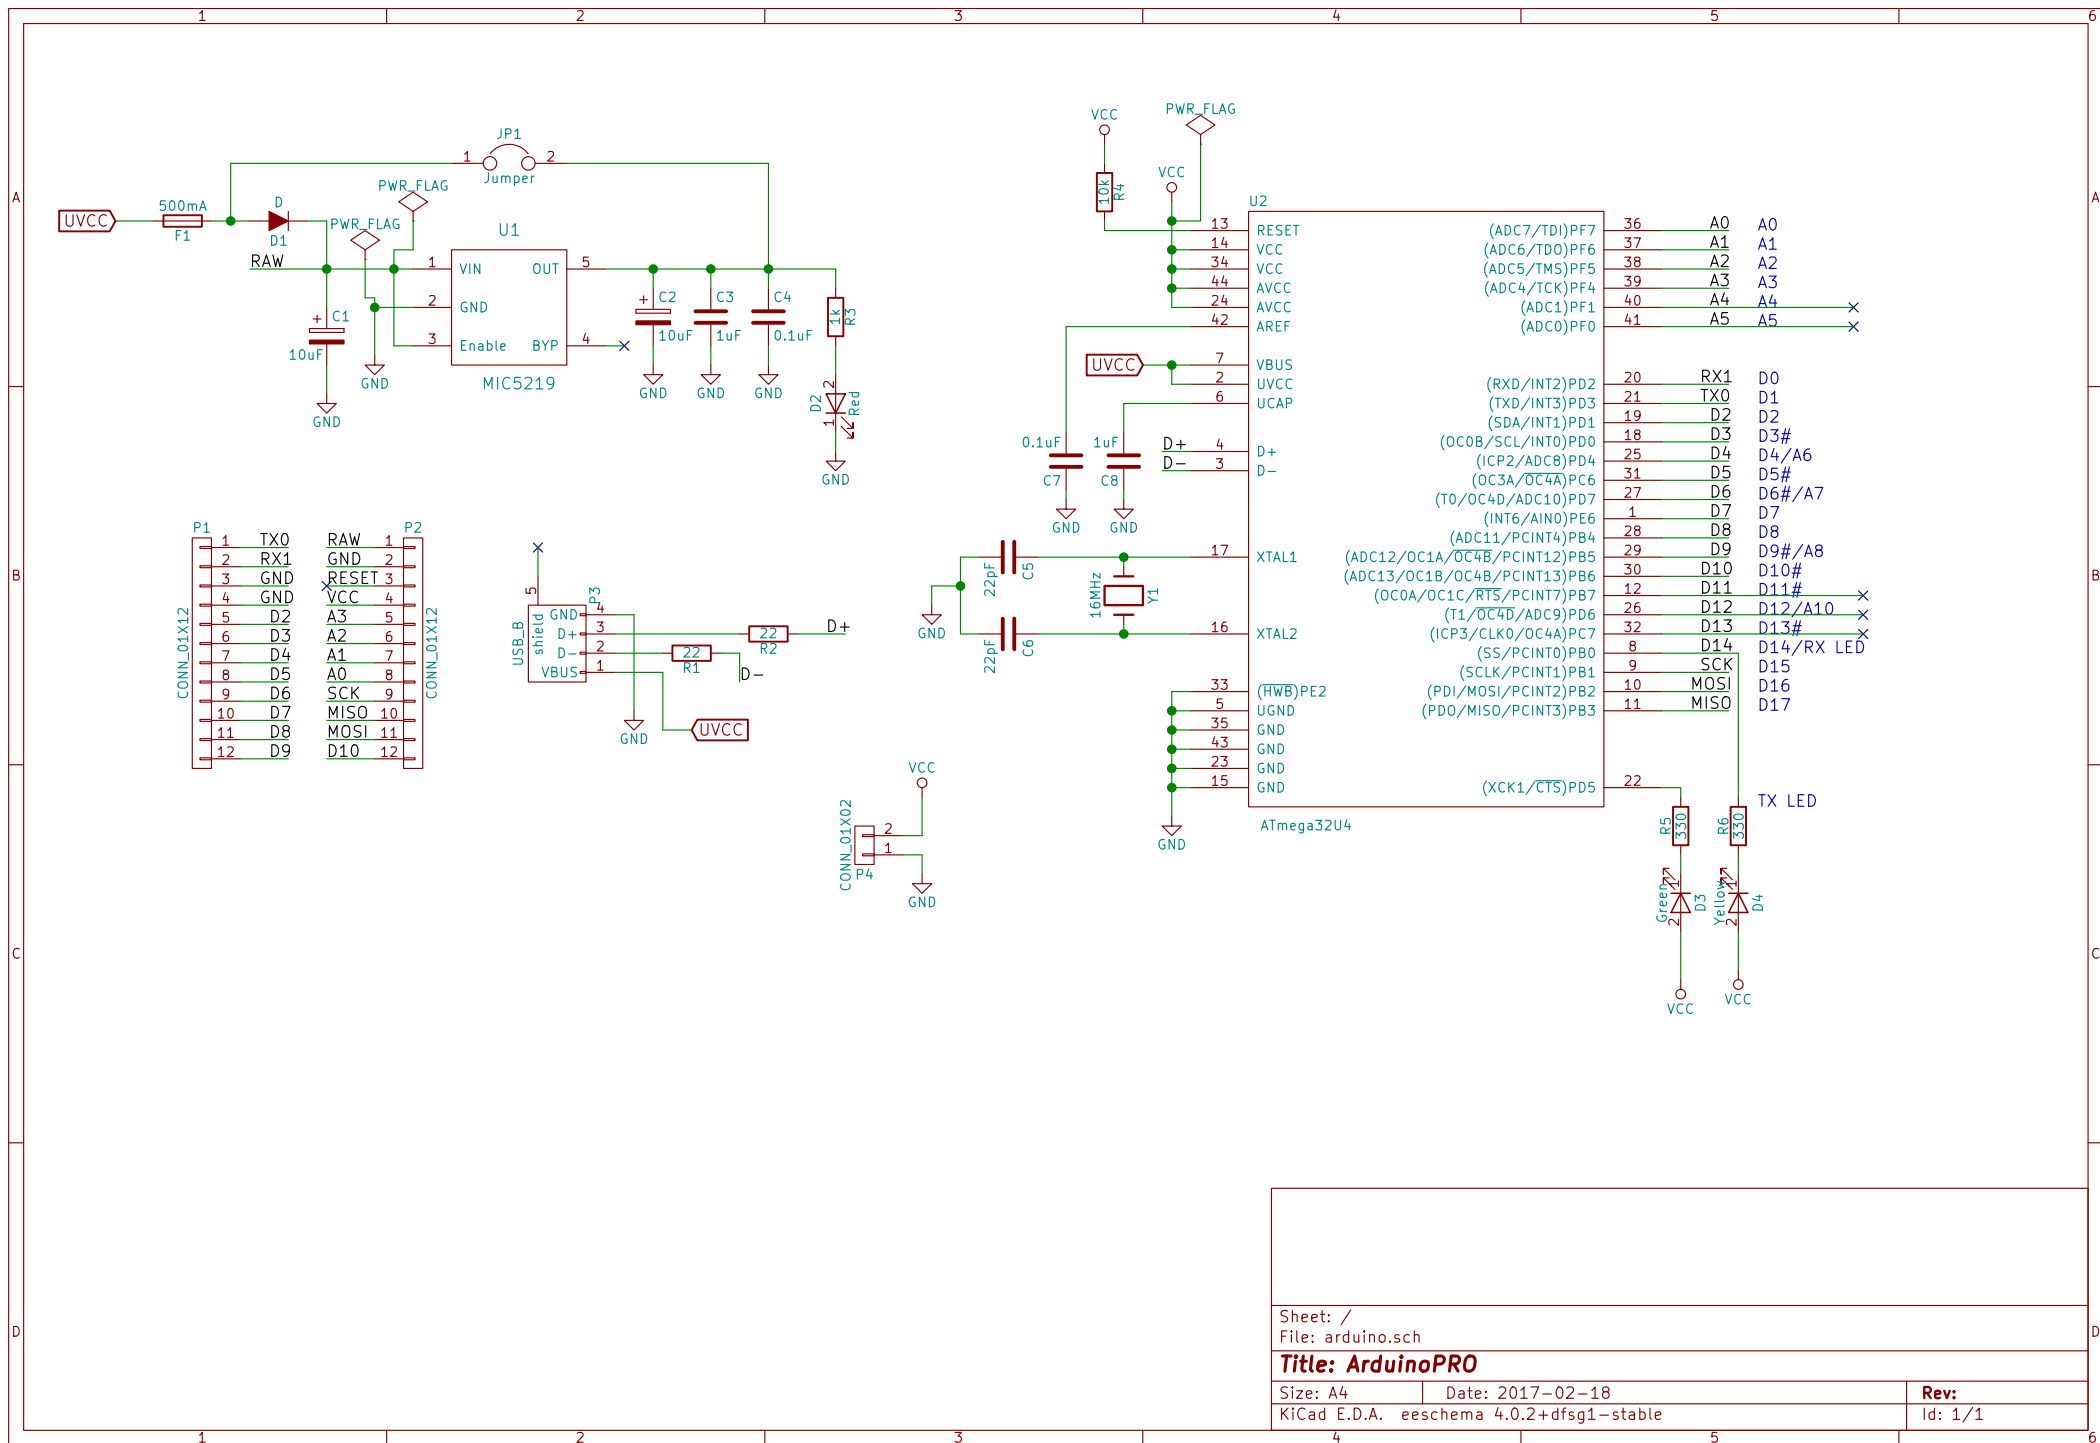 1 2 3 4 5 6
A
B
C
D
A
B
C
D
1 2 3 4 5 6
JP1
1 2
Jumper
UVCC
500mA
F1
D
D1
RAW
PWR_FLAG
PWR_FLAG
U1
1 VIN OUT 5
2 GND
3 Enable BYP 4
MIC5219
C1
+
10uF
GND
GND
+ C2
10uF
GND
C3
1uF
GND
C4
0.1uF
GND
1k R3
D2 2 1 Red
GND
P1
CONN_01X12
1 TX0
2 RX1
3 GND
4 GND
5 D2
6 D3
7 D4
8 D5
9 D6
10 D7
11 D8
12 D9
P2
CONN_01X12
RAW 1
GND 2
RESET 3
VCC 4
A3 5
A2 6
A1 7
A0 8
SCK 9
MISO 10
MOSI 11
D10 12
USB_B
P3
shield 5
GND 4
D+ 3
D- 2
VBUS 1
22
R2
D+
22
R1
D-
GND
UVCC
VCC
CONN_01X02
2
1
P4
GND
VCC
10k R4
PWR_FLAG
VCC
U2
13 RESET
14 VCC
34 VCC
44 AVCC
24 AVCC
42 AREF
UVCC
7 VBUS
2 UVCC
6 UCAP
D+ 4 D+
D- 3 D-
0.1uF
C7
GND
1uF
C8
GND
22pF C5
17 XTAL1
16MHz Y1
GND
22pF C6
16 XTAL2
33 (HWB)PE2
5 UGND
35 GND
43 GND
23 GND
15 GND
GND
ATmega32U4
(ADC7/TDI)PF7 36 A0 A0
(ADC6/TDO)PF6 37 A1 A1
(ADC5/TMS)PF5 38 A2 A2
(ADC4/TCK)PF4 39 A3 A3
(ADC1)PF1 40 A4 A4
(ADC0)PF0 41 A5 A5
(RXD/INT2)PD2 20 RX1 D0
(TXD/INT3)PD3 21 TX0 D1
(SDA/INT1)PD1 19 D2 D2
(OC0B/SCL/INT0)PD0 18 D3 D3#
(ICP2/ADC8)PD4 25 D4 D4/A6
(OC3A/OC4A)PC6 31 D5 D5#
(T0/OC4D/ADC10)PD7 27 D6 D6#/A7
(INT6/AIN0)PE6 1 D7 D7
(ADC11/PCINT4)PB4 28 D8 D8
(ADC12/OC1A/OC4B/PCINT12)PB5 29 D9 D9#/A8
(ADC13/OC1B/OC4B/PCINT13)PB6 30 D10 D10#
(OC0A/OC1C/RTS/PCINT7)PB7 12 D11 D11#
(T1/OC4D/ADC9)PD6 26 D12 D12/A10
(ICP3/CLK0/OC4A)PC7 32 D13 D13#
(SS/PCINT0)PB0 8 D14 D14/RX LED
(SCLK/PCINT1)PB1 9 SCK D15
(PDI/MOSI/PCINT2)PB2 10 MOSI D16
(PDO/MISO/PCINT3)PB3 11 MISO D17
(XCK1/CTS)PD5 22
TX LED
R5 330
R6 330
Green 1 2 D3
Yellow 1 2 D4
VCC
VCC
Sheet: /
File: arduino.sch
Title: ArduinoPRO
Size: A4 Date: 2017-02-18 Rev:
KiCad E.D.A. eeschema 4.0.2+dfsg1-stable Id: 1/1